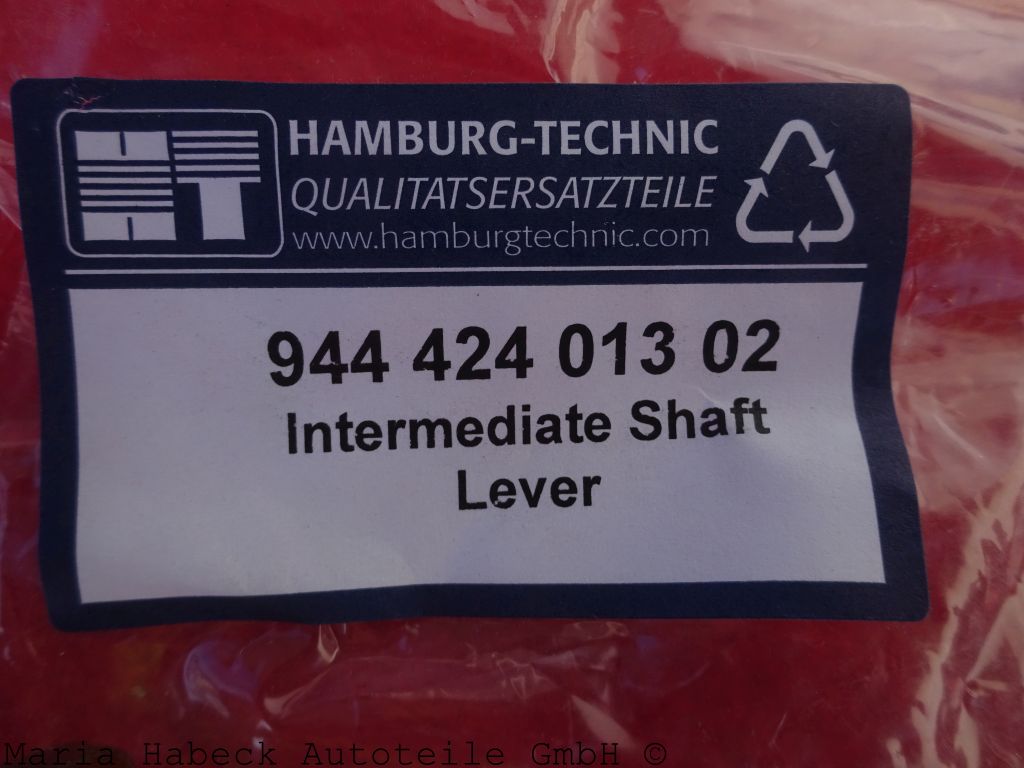 HT
HAMBURG-TECHNIC
QUALITATSERSATZTEILE
www.hamburgtechnic.com
944 424 013 02
Intermediate Shaft
Lever
Maria Habeck Autoteile GmbH ©